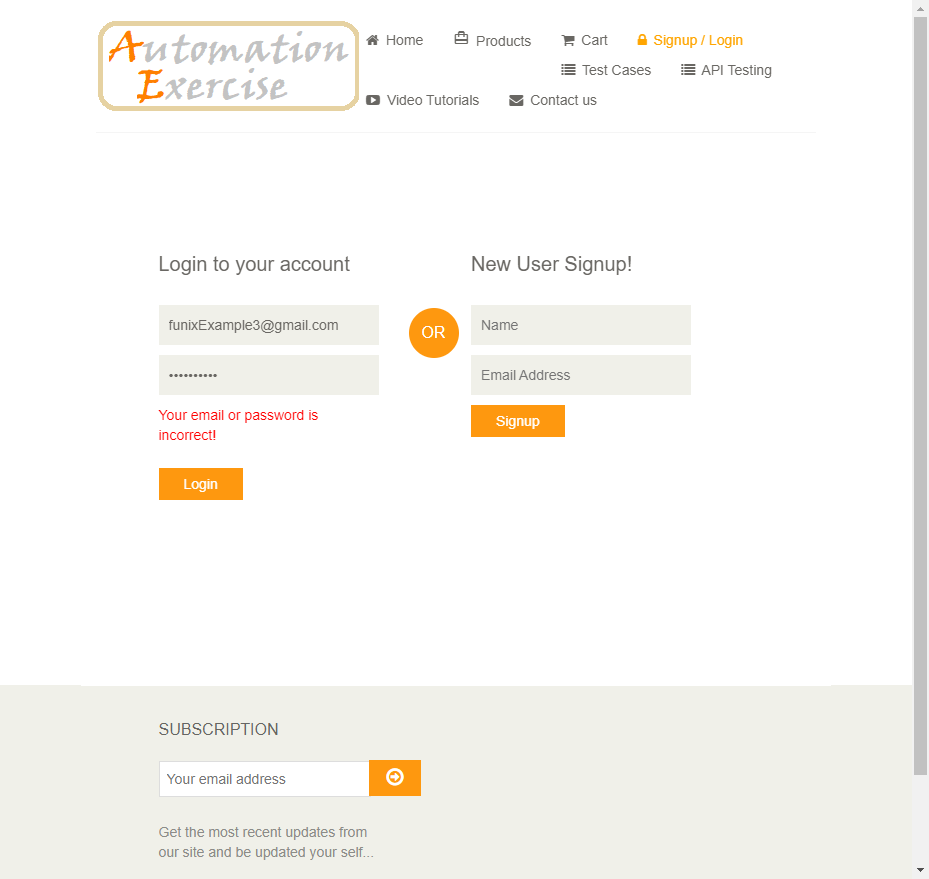 Automation
Exercise
Home Products Cart Signup / Login
Test Cases API Testing
Video Tutorials Contact us
Login to your account
funixExample3@gmail.com
••••••••••
Your email or password is
incorrect!
Login
OR
New User Signup!
Name
Email Address
Signup
SUBSCRIPTION
Your email address
Get the most recent updates from
our site and be updated your self...